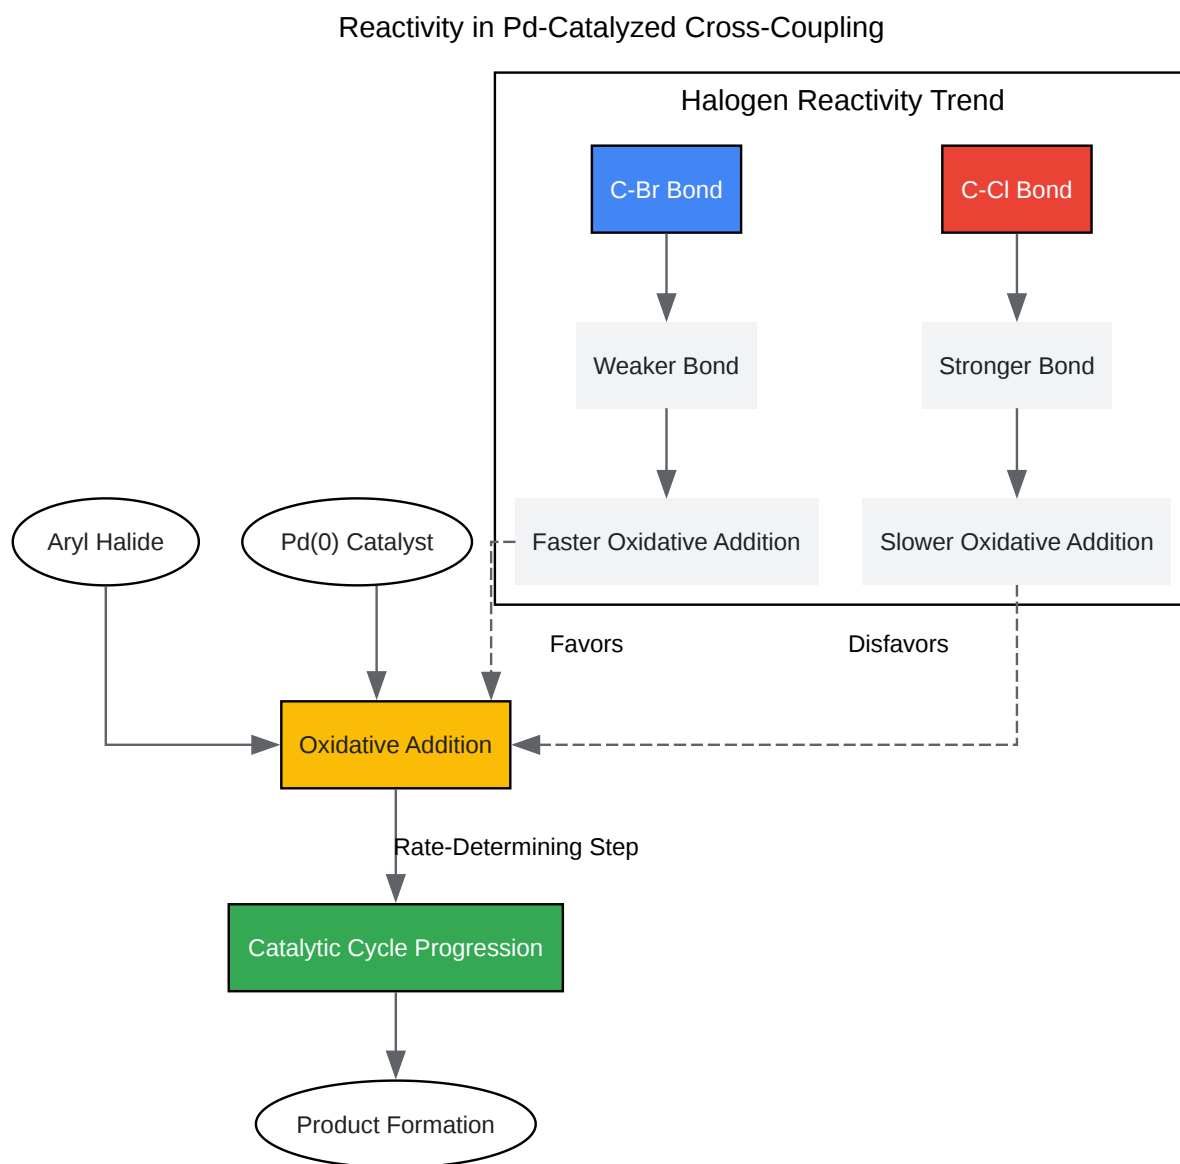 Reactivity in Pd-Catalyzed Cross-Coupling
Halogen Reactivity Trend
C-Br Bond
C-Cl Bond
Weaker Bond
Stronger Bond
Aryl Halide
Pd(0) Catalyst
Faster Oxidative Addition
Slower Oxidative Addition
Favors
Disfavors
Oxidative Addition
Rate-Determining Step
Catalytic Cycle Progression
Product Formation